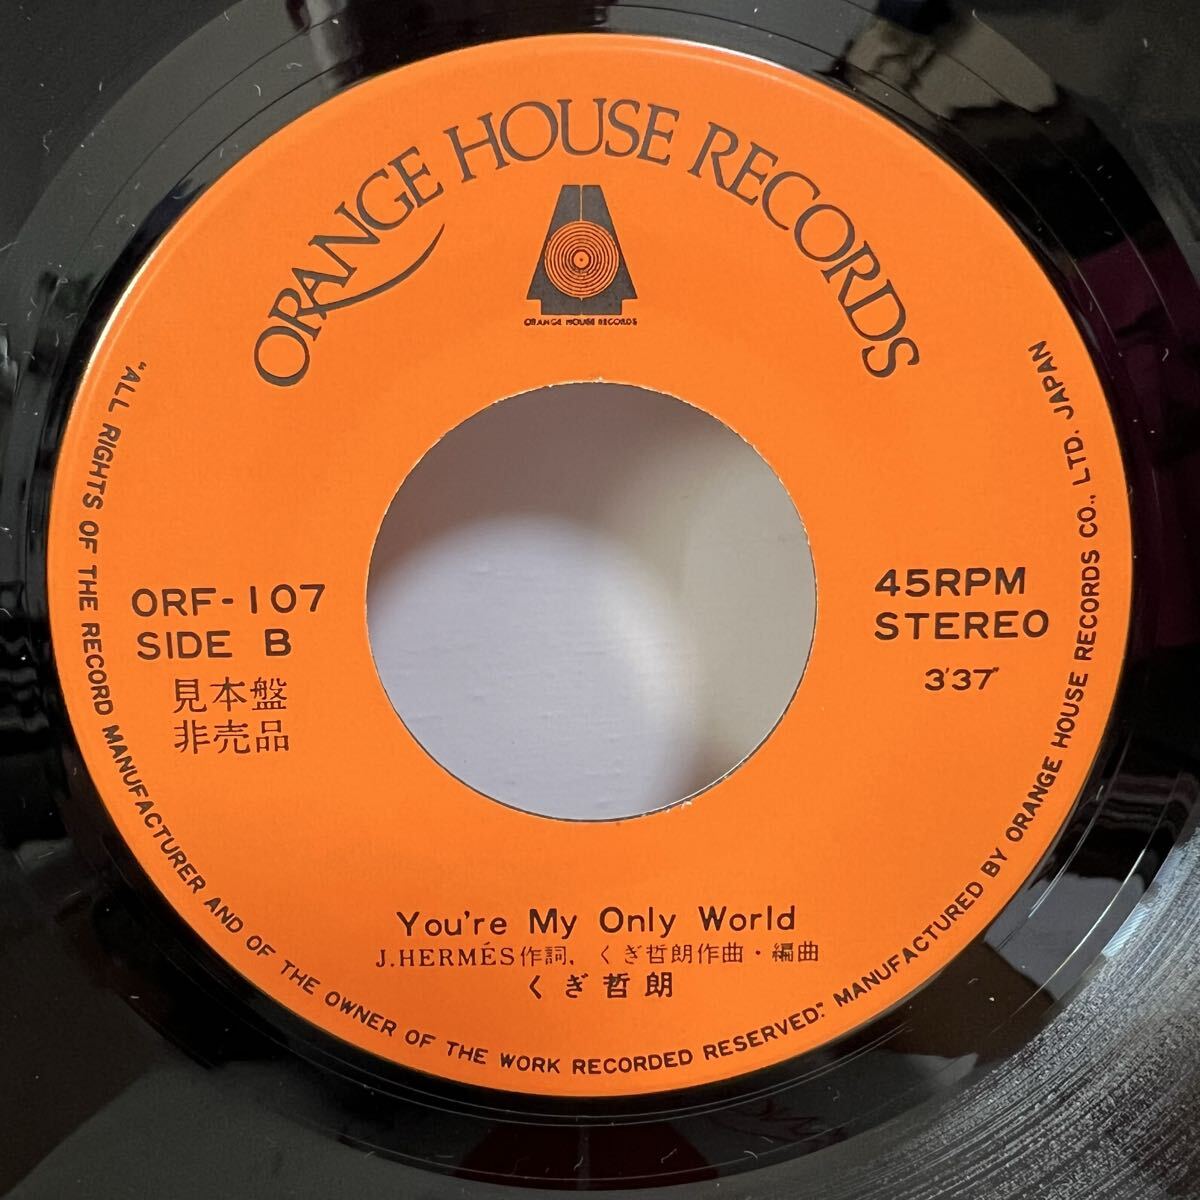 ORANGE HOUSE RECORDS
ORANGE HOUSE RECORDS
ORF-107
SIDE B
見本盤
非売品
45RPM
STEREO
3'37"
You're My Only World
J.HERMÉS作詞、くぎ哲朗作曲・編曲
くぎ哲朗
"ALL RIGHTS OF THE RECORD MANUFACTURER AND OF THE OWNER OF THE WORK RECORDED RESERVED." MANUFACTURED BY ORANGE HOUSE RECORDS CO., LTD. JAPAN